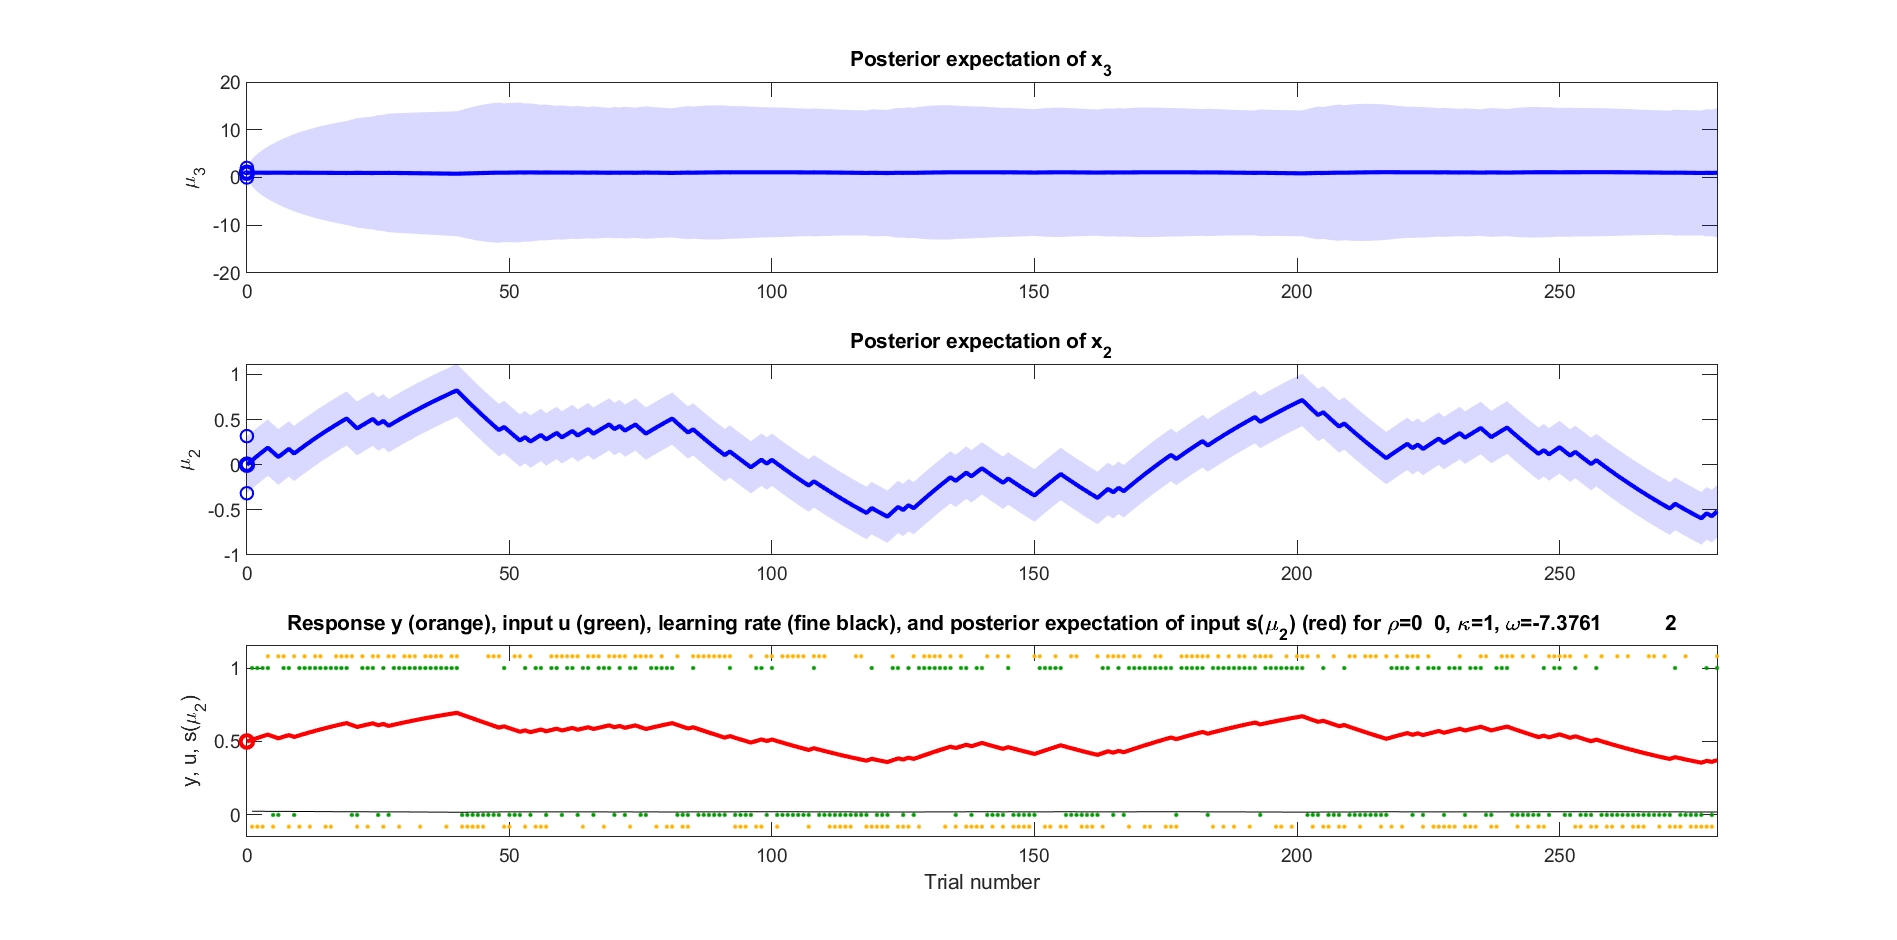 Posterior expectation of x₃
20
10
0
-10
-20
μ₃
0 50 100 150 200 250
Posterior expectation of x₂
1
0.5
0
-0.5
-1
μ₂
0 50 100 150 200 250
Response y (orange), input u (green), learning rate (fine black), and posterior expectation of input s(μ₂) (red) for ρ=0 0, κ=1, ω=-7.3761 2
1
0.5
0
y, u, s(μ₂)
0 50 100 150 200 250
Trial number